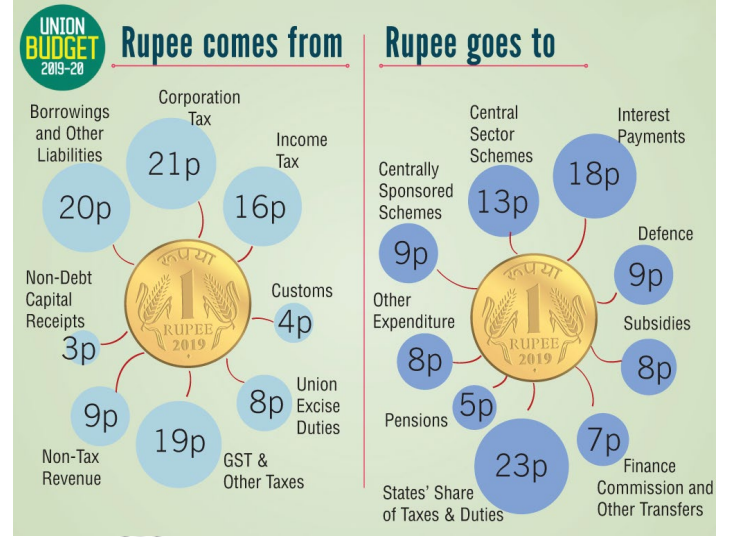 UNION
BUDGET
2019-20
Rupee comes from
Borrowings
and Other
Liabilities
20p
Corporation
Tax
21p
Income
Tax
16p
Customs
4p
Union
Excise
Duties
8p
GST &
Other Taxes
19p
Non-Tax
Revenue
9p
Non-Debt
Capital
Receipts
3p
रूपया
1
RUPEE
2019
Rupee goes to
Central
Sector
Schemes
13p
Interest
Payments
18p
Defence
9p
Subsidies
8p
Finance
Commission and
Other Transfers
7p
States' Share
of Taxes & Duties
23p
Pensions
5p
Other
Expenditure
8p
Centrally
Sponsored
Schemes
9p
रूपया
1
RUPEE
2019